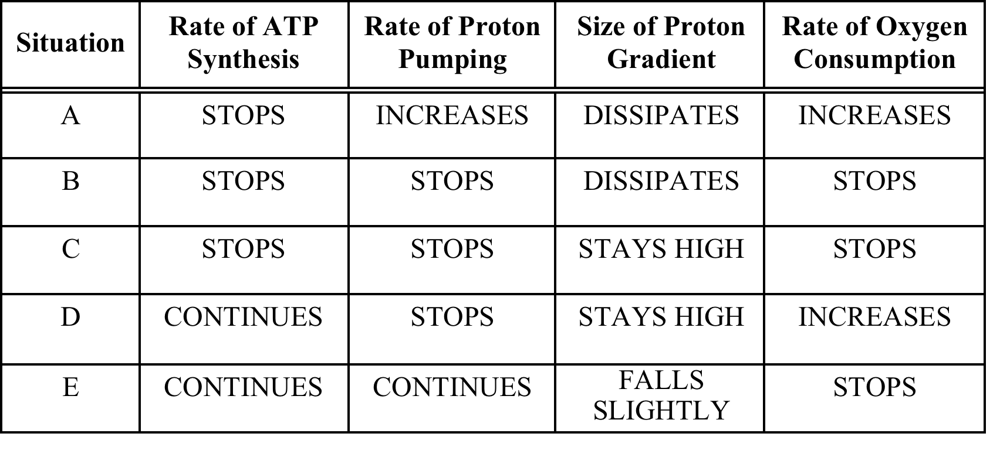 Situation
Rate of ATP
Synthesis
Rate of Proton
Pumping
Size of Proton
Gradient
Rate of Oxygen
Consumption
A
STOPS
INCREASES
DISSIPATES
INCREASES
B
STOPS
STOPS
DISSIPATES
STOPS
C
STOPS
STOPS
STAYS HIGH
STOPS
D
CONTINUES
STOPS
STAYS HIGH
INCREASES
E
CONTINUES
CONTINUES
FALLS
SLIGHTLY
STOPS